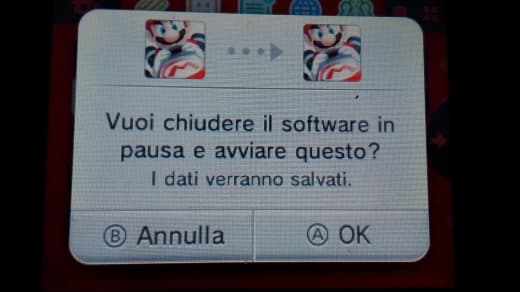 Vuoi chiudere il software in
pausa e avviare questo?
I dati verranno salvati.
Ⓑ Annulla
Ⓐ OK